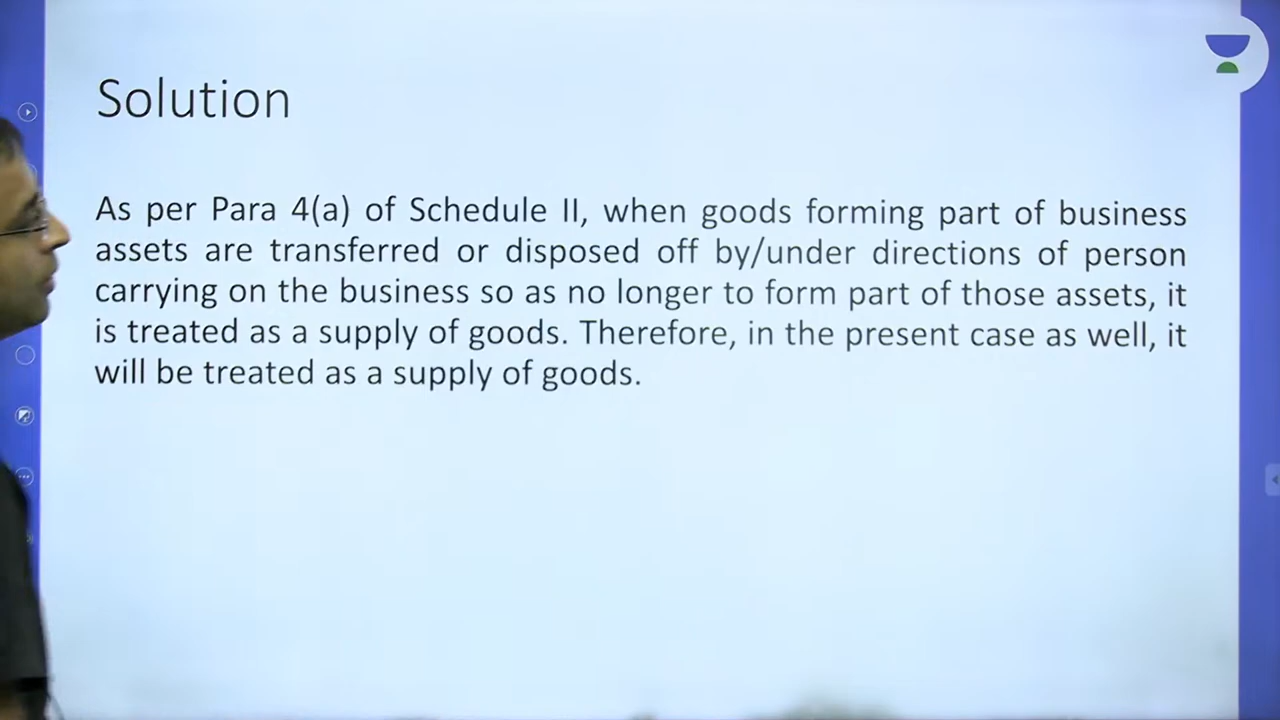 Solution
As per Para 4(a) of Schedule II, when goods forming part of business
assets are transferred or disposed off by/under directions of person
carrying on the business so as no longer to form part of those assets, it
is treated as a supply of goods. Therefore, in the present case as well, it
will be treated as a supply of goods.